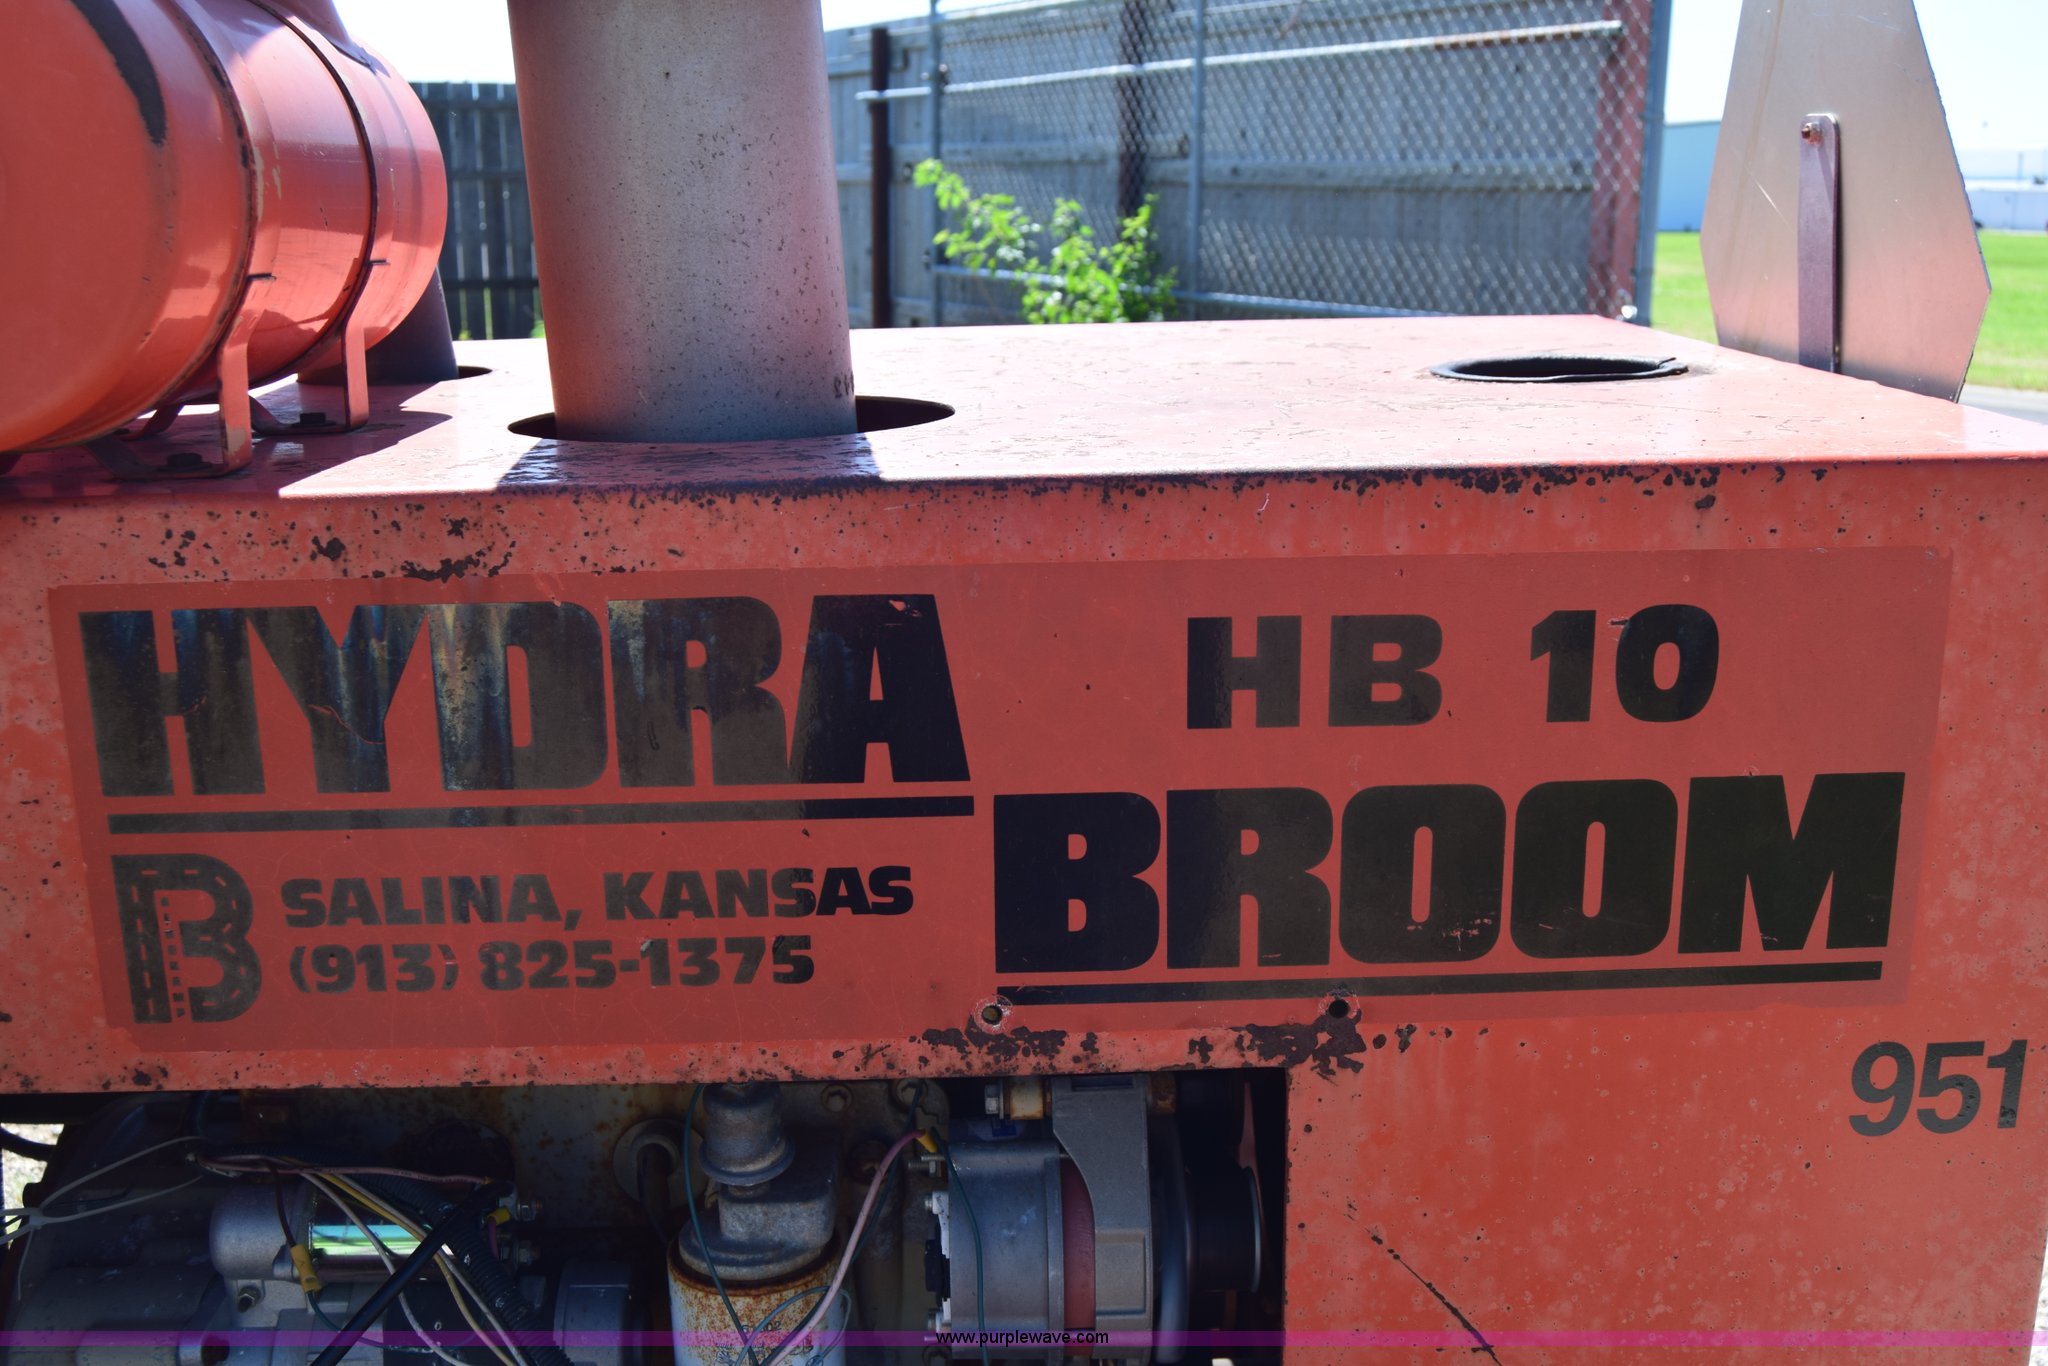 HYDRA
HB 10
BROOM
B
SALINA, KANSAS
(913) 825-1375
951
www.purplewave.com